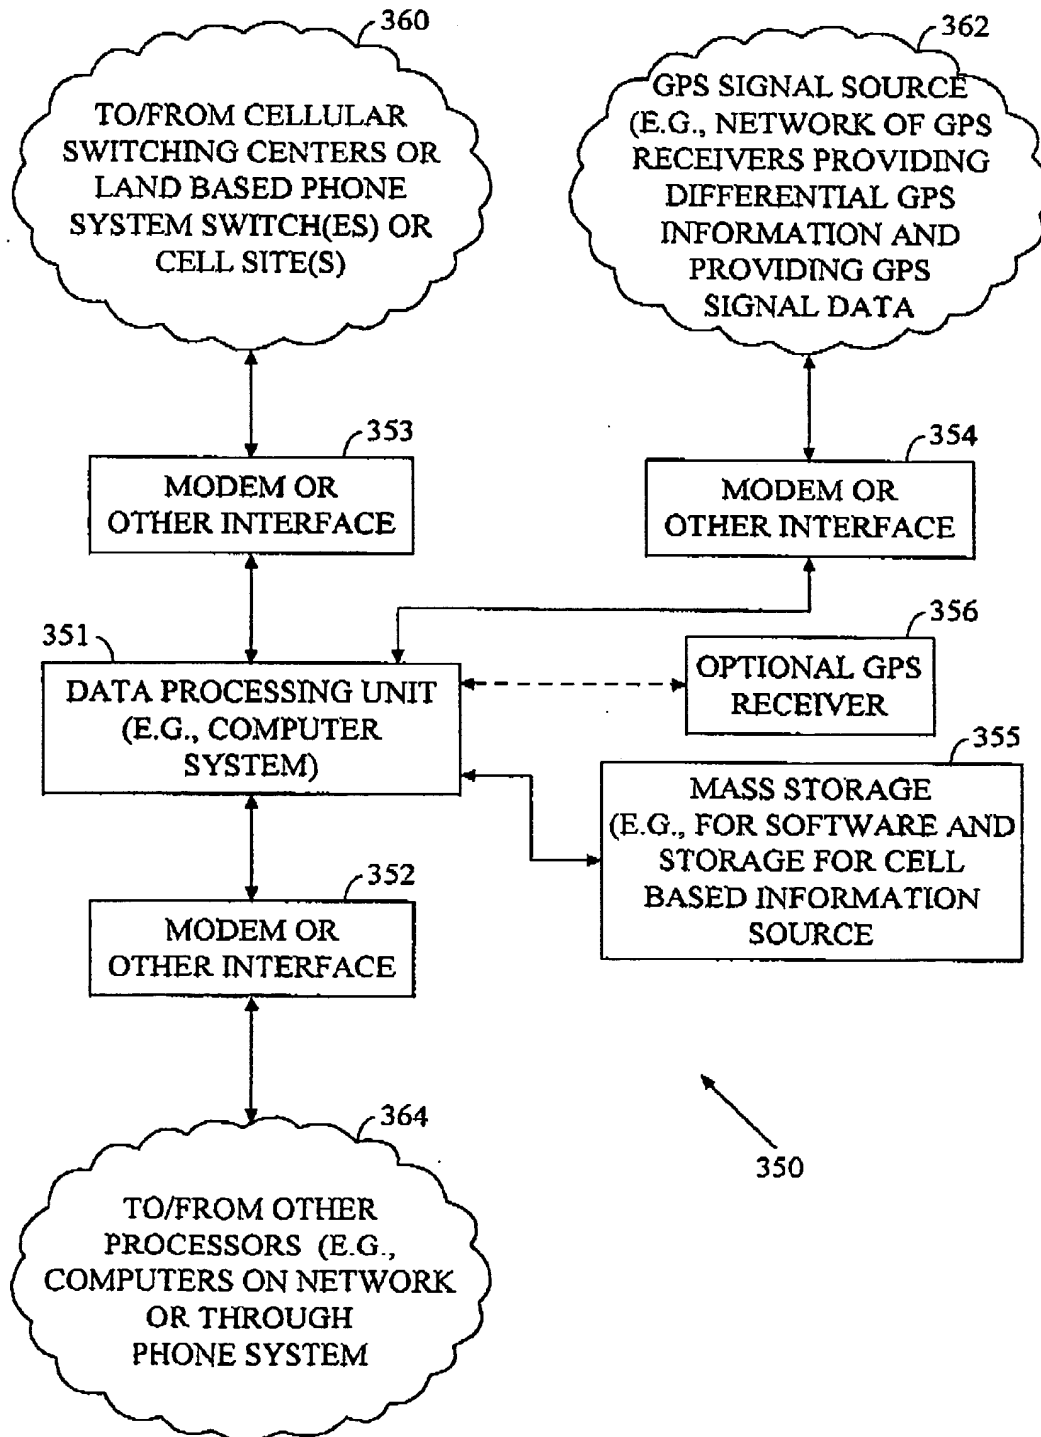 360
TO/FROM CELLULAR
SWITCHING CENTERS OR
LAND BASED PHONE
SYSTEM SWITCH(ES) OR
CELL SITE(S)
362
GPS SIGNAL SOURCE
(E.G., NETWORK OF GPS
RECEIVERS PROVIDING
DIFFERENTIAL GPS
INFORMATION AND
PROVIDING GPS
SIGNAL DATA
353
MODEM OR
OTHER INTERFACE
354
MODEM OR
OTHER INTERFACE
351
DATA PROCESSING UNIT
(E.G., COMPUTER
SYSTEM)
356
OPTIONAL GPS
RECEIVER
355
MASS STORAGE
(E.G., FOR SOFTWARE AND
STORAGE FOR CELL
BASED INFORMATION
SOURCE
352
MODEM OR
OTHER INTERFACE
350
364
TO/FROM OTHER
PROCESSORS (E.G.,
COMPUTERS ON NETWORK
OR THROUGH
PHONE SYSTEM